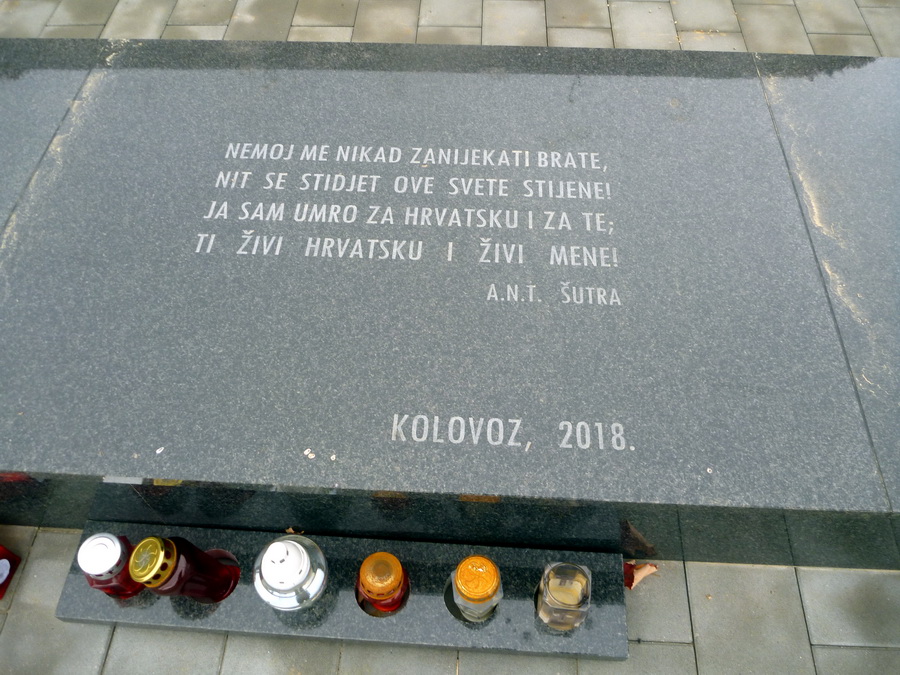 NEMOJ ME NIKAD ZANIJEKATI BRATE,
NIT SE STIDJET OVE SVETE STIJENE!
JA SAM UMRO ZA HRVATSKU I ZA TE;
TI ŽIVI HRVATSKU I ŽIVI MENE!
A.N.T. ŠUTRA
KOLOVOZ, 2018.